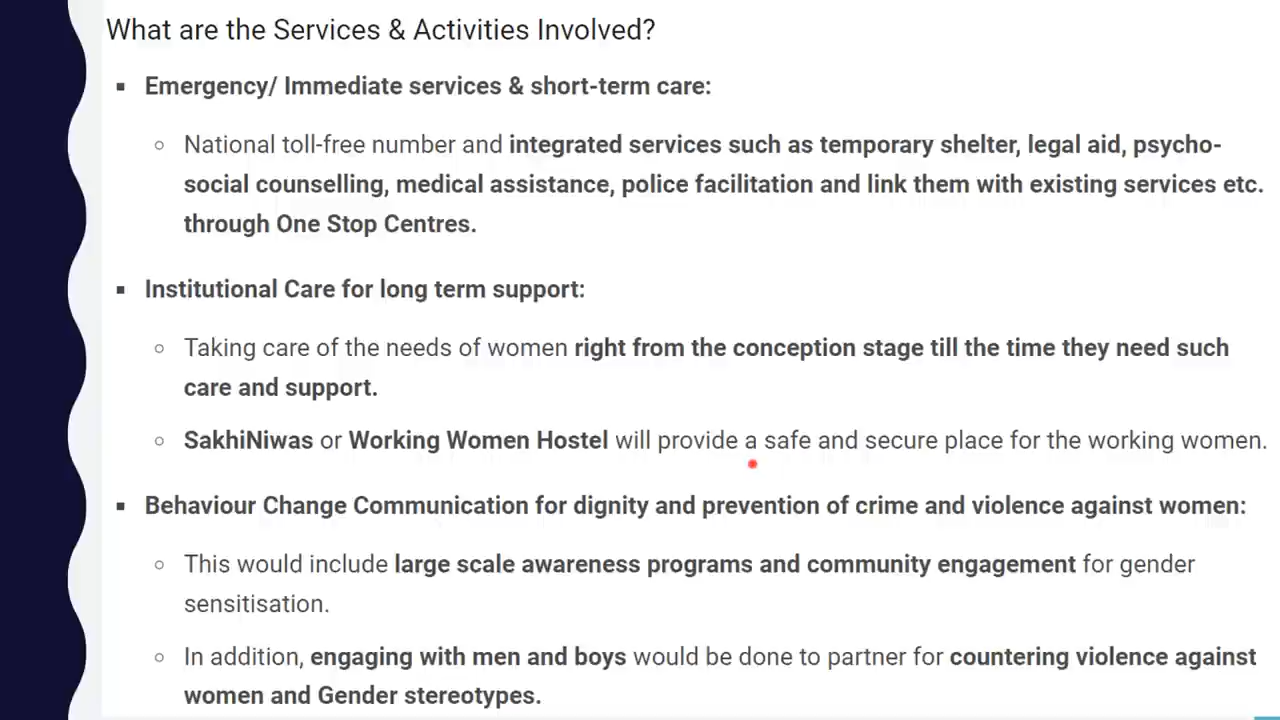 What are the Services & Activities Involved?
▪ Emergency/ Immediate services & short-term care:
○ National toll-free number and integrated services such as temporary shelter, legal aid, psycho-
social counselling, medical assistance, police facilitation and link them with existing services etc.
through One Stop Centres.
▪ Institutional Care for long term support:
○ Taking care of the needs of women right from the conception stage till the time they need such
care and support.
○ SakhiNiwas or Working Women Hostel will provide a safe and secure place for the working women.
▪ Behaviour Change Communication for dignity and prevention of crime and violence against women:
○ This would include large scale awareness programs and community engagement for gender
sensitisation.
○ In addition, engaging with men and boys would be done to partner for countering violence against
women and Gender stereotypes.